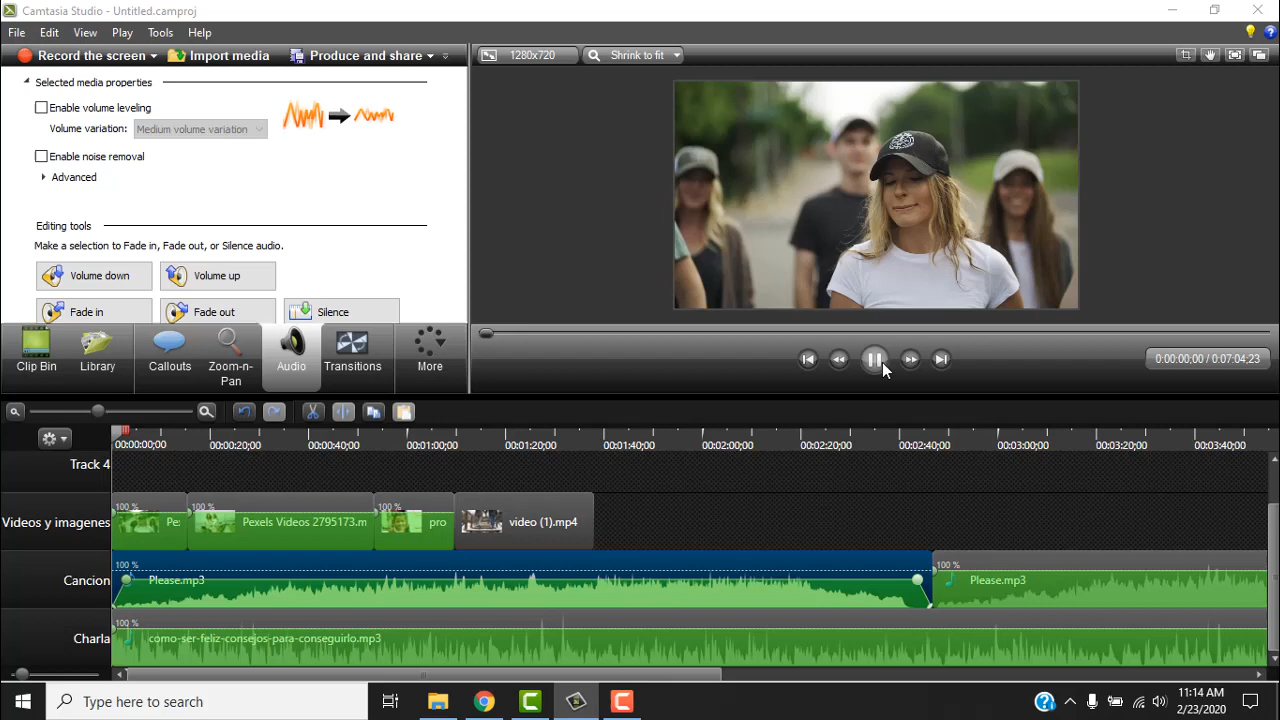 Camtasia Studio - Untitled.camproj
File Edit View Play Tools Help
Record the screen Import media Produce and share
1280x720 Shrink to fit
Selected media properties
Enable volume leveling
Volume variation: Medium volume variation
Enable noise removal
Advanced
Editing tools
Make a selection to Fade in, Fade out, or Silence audio.
Volume down Volume up
Fade in Fade out Silence
Clip Bin Library Callouts Zoom-n-Pan Audio Transitions More
0:00:00;00 / 0:07:04;23
00:00:00;00 00:00:20;00 00:00:40;00 00:01:00;00 00:01:20;00 00:01:40;00 00:02:00;00 00:02:20;00 00:02:40;00 00:03:00;00 00:03:20;00 00:03:40;00
Track 4
100 % 100 % 100 %
Videos y imagenes Pe: Pexels Videos 2795173.m pro video (1).mp4
100 % 100 %
Cancion Please.mp3 Please.mp3
100 %
Charla como-ser-feliz-consejos-para-conseguirlo.mp3
Type here to search
11:14 AM
2/23/2020